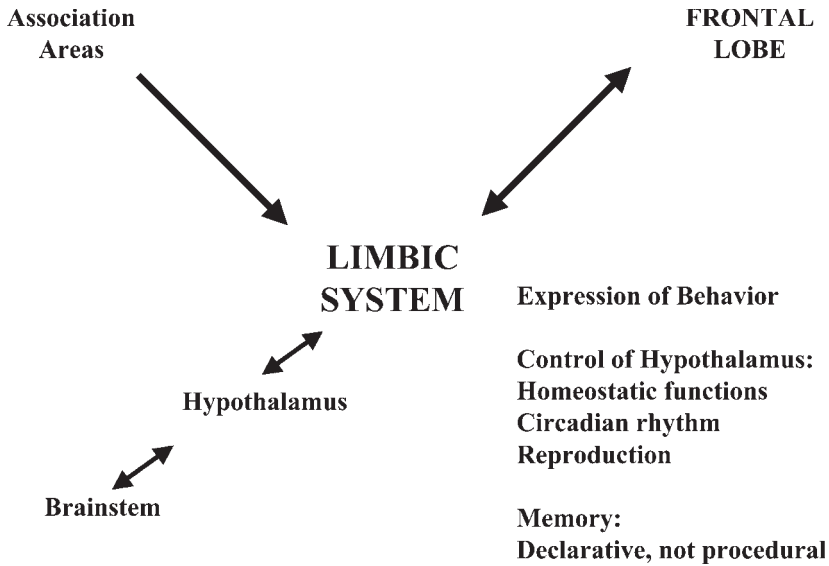 Association
Areas
FRONTAL
LOBE
LIMBIC
SYSTEM
Expression of Behavior
Control of Hypothalamus:
Homeostatic functions
Circadian rhythm
Reproduction
Memory:
Declarative, not procedural
Hypothalamus
Brainstem